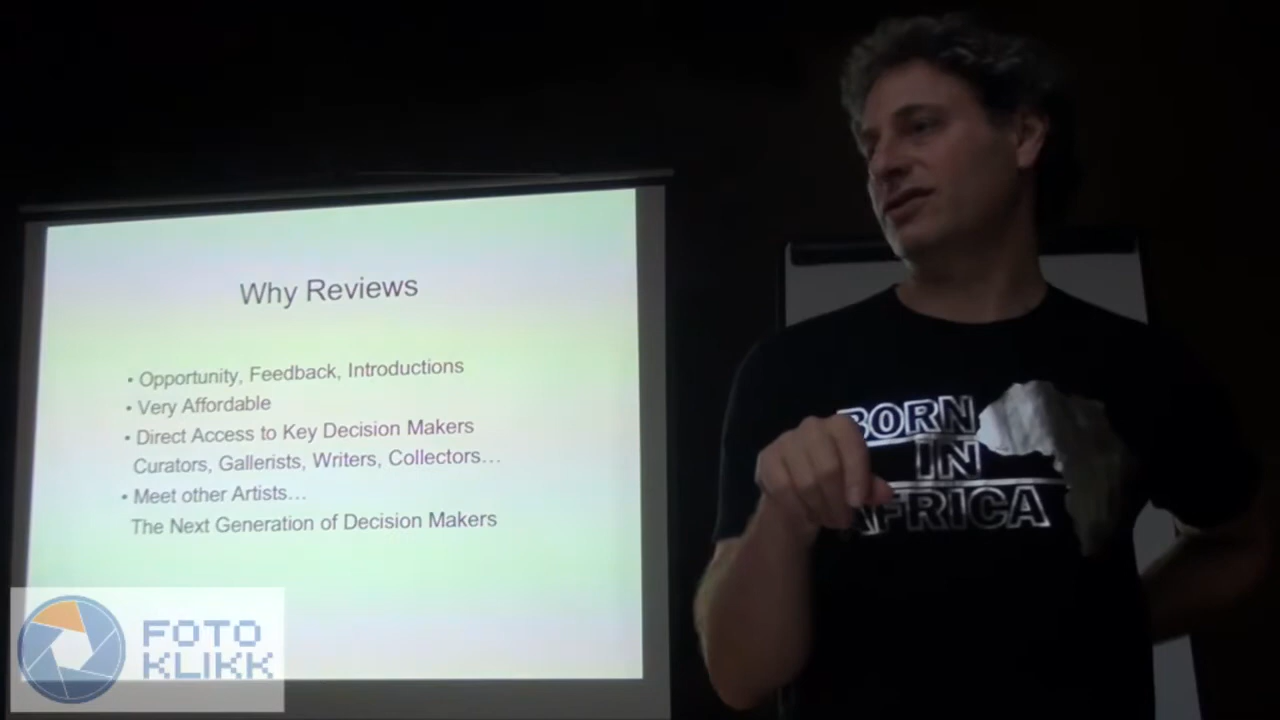 Why Reviews
• Opportunity, Feedback, Introductions
• Very Affordable
• Direct Access to Key Decision Makers
Curators, Gallerists, Writers, Collectors…
• Meet other Artists…
The Next Generation of Decision Makers
BORN
IN
AFRICA
FOTO
KLIKK